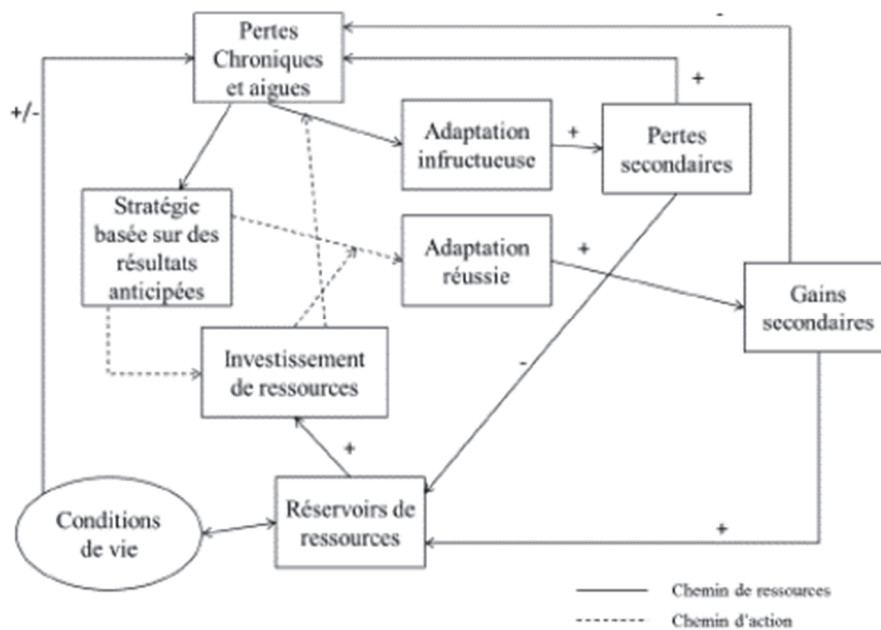 -
Pertes
Chroniques
et aigues
+
+/-
Adaptation
infructueuse
+
Pertes
secondaires
Stratégie
basée sur des
résultats
anticipées
Adaptation
réussie
+
Gains
secondaires
Investissement
de ressources
-
+
Réservoirs de
ressources
Conditions
de vie
+
Chemin de ressources
Chemin d'action